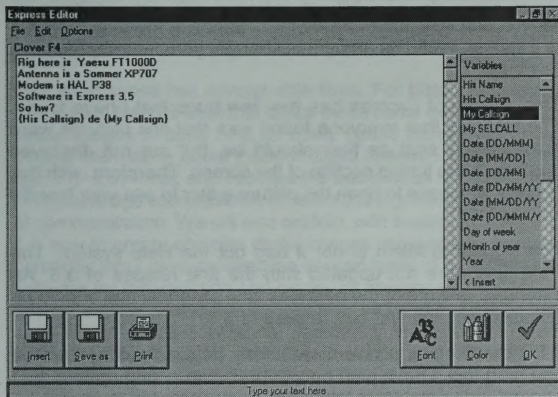 Express Editor
File Edit Options
Clover F4
Rig here is Yaesu FT1000D
Antenna is a Sommer XP707
Modem is HAL P38
Software is Express 3.5
So hw?
{His Callsign} de {My Callsign}
Variables
His Name
His Callsign
My Callsign
My SELCALL
Date (DD/MMM)
Date (MM/DD)
Date (DD/MM)
Date (DD/MM/YY
Date (MM/DD/YY
Date (DD/MMM/Y
Day of week
Month of year
Year
< Insert
Insert
Save as
Print
Font
Color
OK
Type your text here